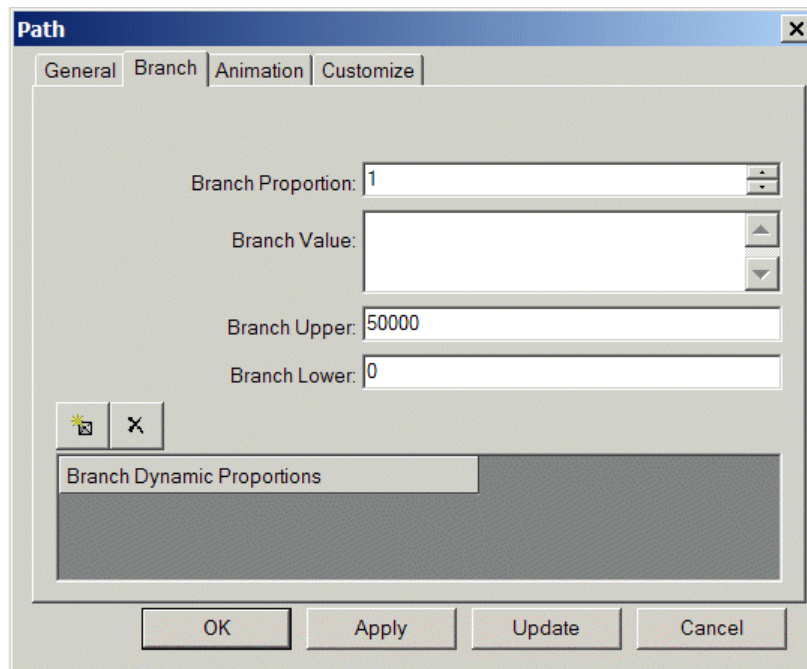 Path
General Branch Animation Customize
Branch Proportion: 1
Branch Value:
Branch Upper: 50000
Branch Lower: 0
Branch Dynamic Proportions
OK Apply Update Cancel